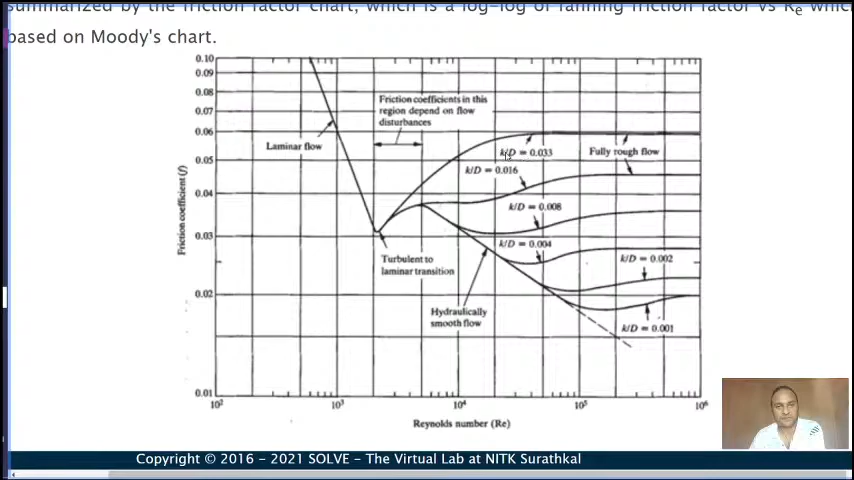 summarized by the friction factor chart, which is a log-log of fanning friction factor vs Re which
based on Moody's chart.
0.10
0.09
0.08
0.07
0.06
0.05
0.04
0.03
0.02
0.01
Friction coefficient (f)
Friction coefficients in this
region depend on flow
disturbances
Laminar flow
k/D = 0.033
Fully rough flow
k/D = 0.016
k/D = 0.008
k/D = 0.004
Turbulent to
laminar transition
k/D = 0.002
Hydraulically
smooth flow
k/D = 0.001
10² 10³ 10⁴ 10⁵ 10⁶
Reynolds number (Re)
Copyright © 2016 - 2021 SOLVE - The Virtual Lab at NITK Surathkal